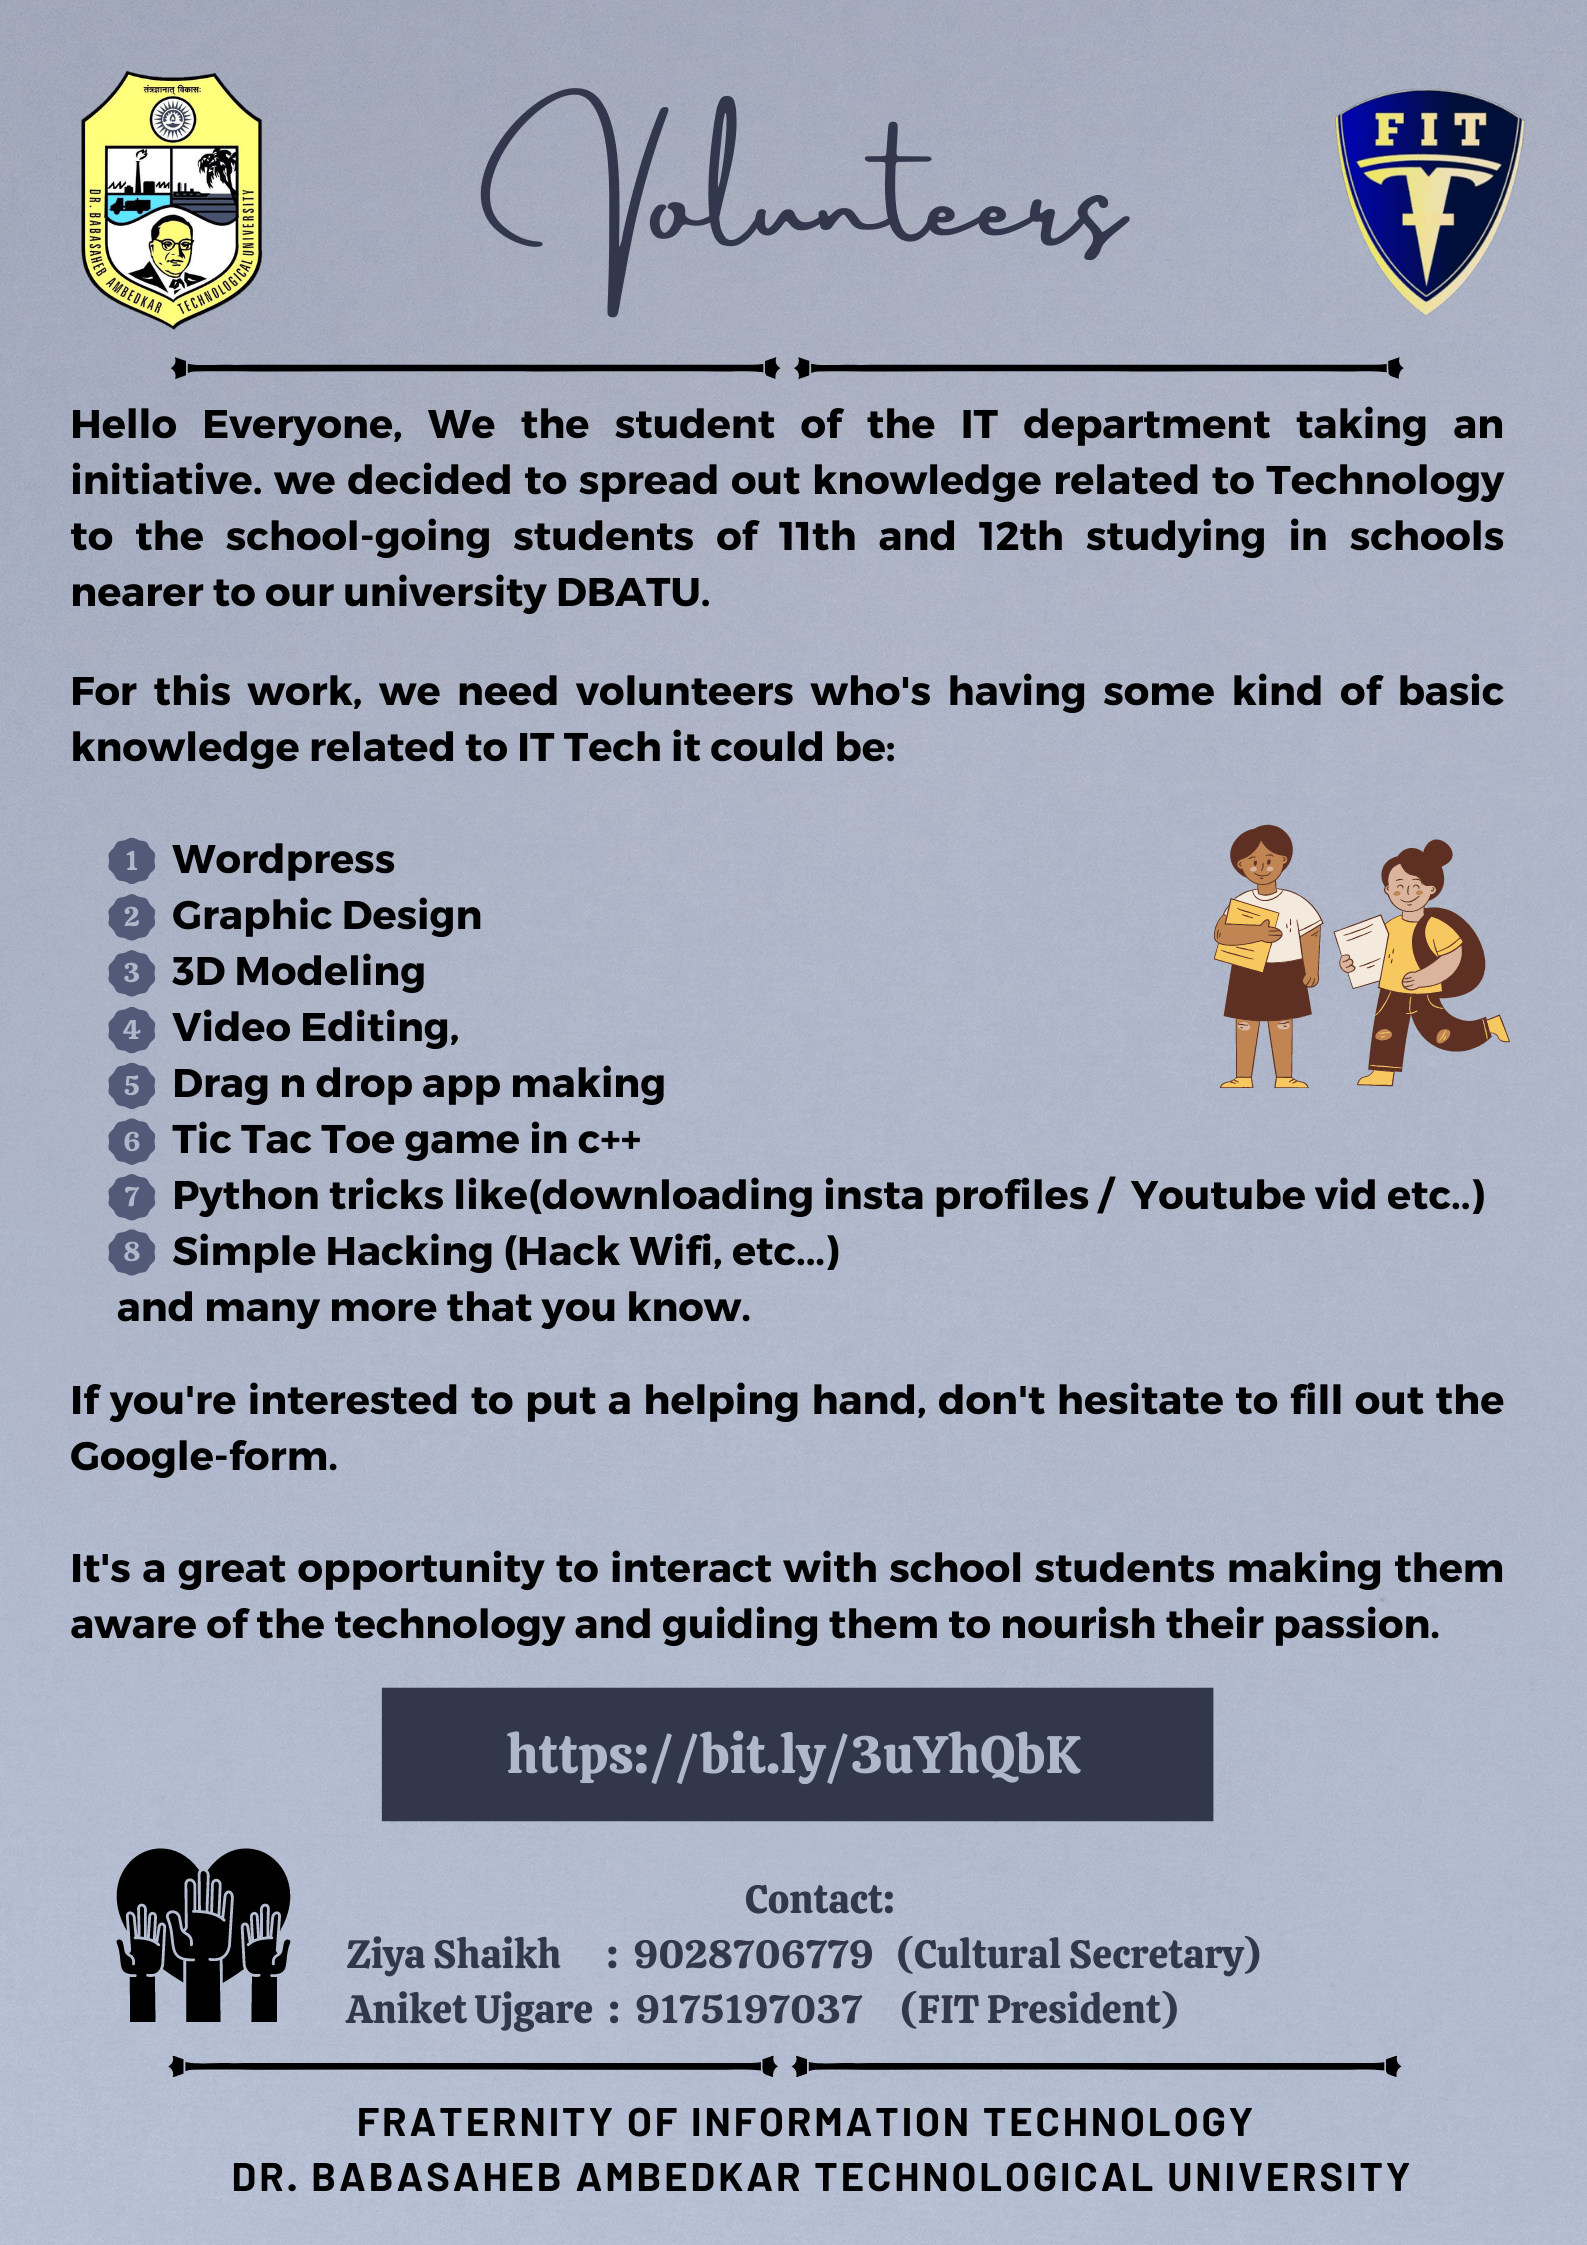 तंत्रज्ञानात् विकासः
DR. BABASAHEB AMBEDKAR TECHNOLOGICAL UNIVERSITY
Volunteers
FIT
Hello Everyone, We the student of the IT department taking an
initiative. we decided to spread out knowledge related to Technology
to the school-going students of 11th and 12th studying in schools
nearer to our university DBATU.
For this work, we need volunteers who's having some kind of basic
knowledge related to IT Tech it could be:
1 Wordpress
2 Graphic Design
3 3D Modeling
4 Video Editing,
5 Drag n drop app making
6 Tic Tac Toe game in c++
7 Python tricks like(downloading insta profiles / Youtube vid etc..)
8 Simple Hacking (Hack Wifi, etc...)
and many more that you know.
If you're interested to put a helping hand, don't hesitate to fill out the
Google-form.
It's a great opportunity to interact with school students making them
aware of the technology and guiding them to nourish their passion.
https://bit.ly/3uYhQbK
Contact:
Ziya Shaikh : 9028706779 (Cultural Secretary)
Aniket Ujgare : 9175197037 (FIT President)
FRATERNITY OF INFORMATION TECHNOLOGY
DR. BABASAHEB AMBEDKAR TECHNOLOGICAL UNIVERSITY